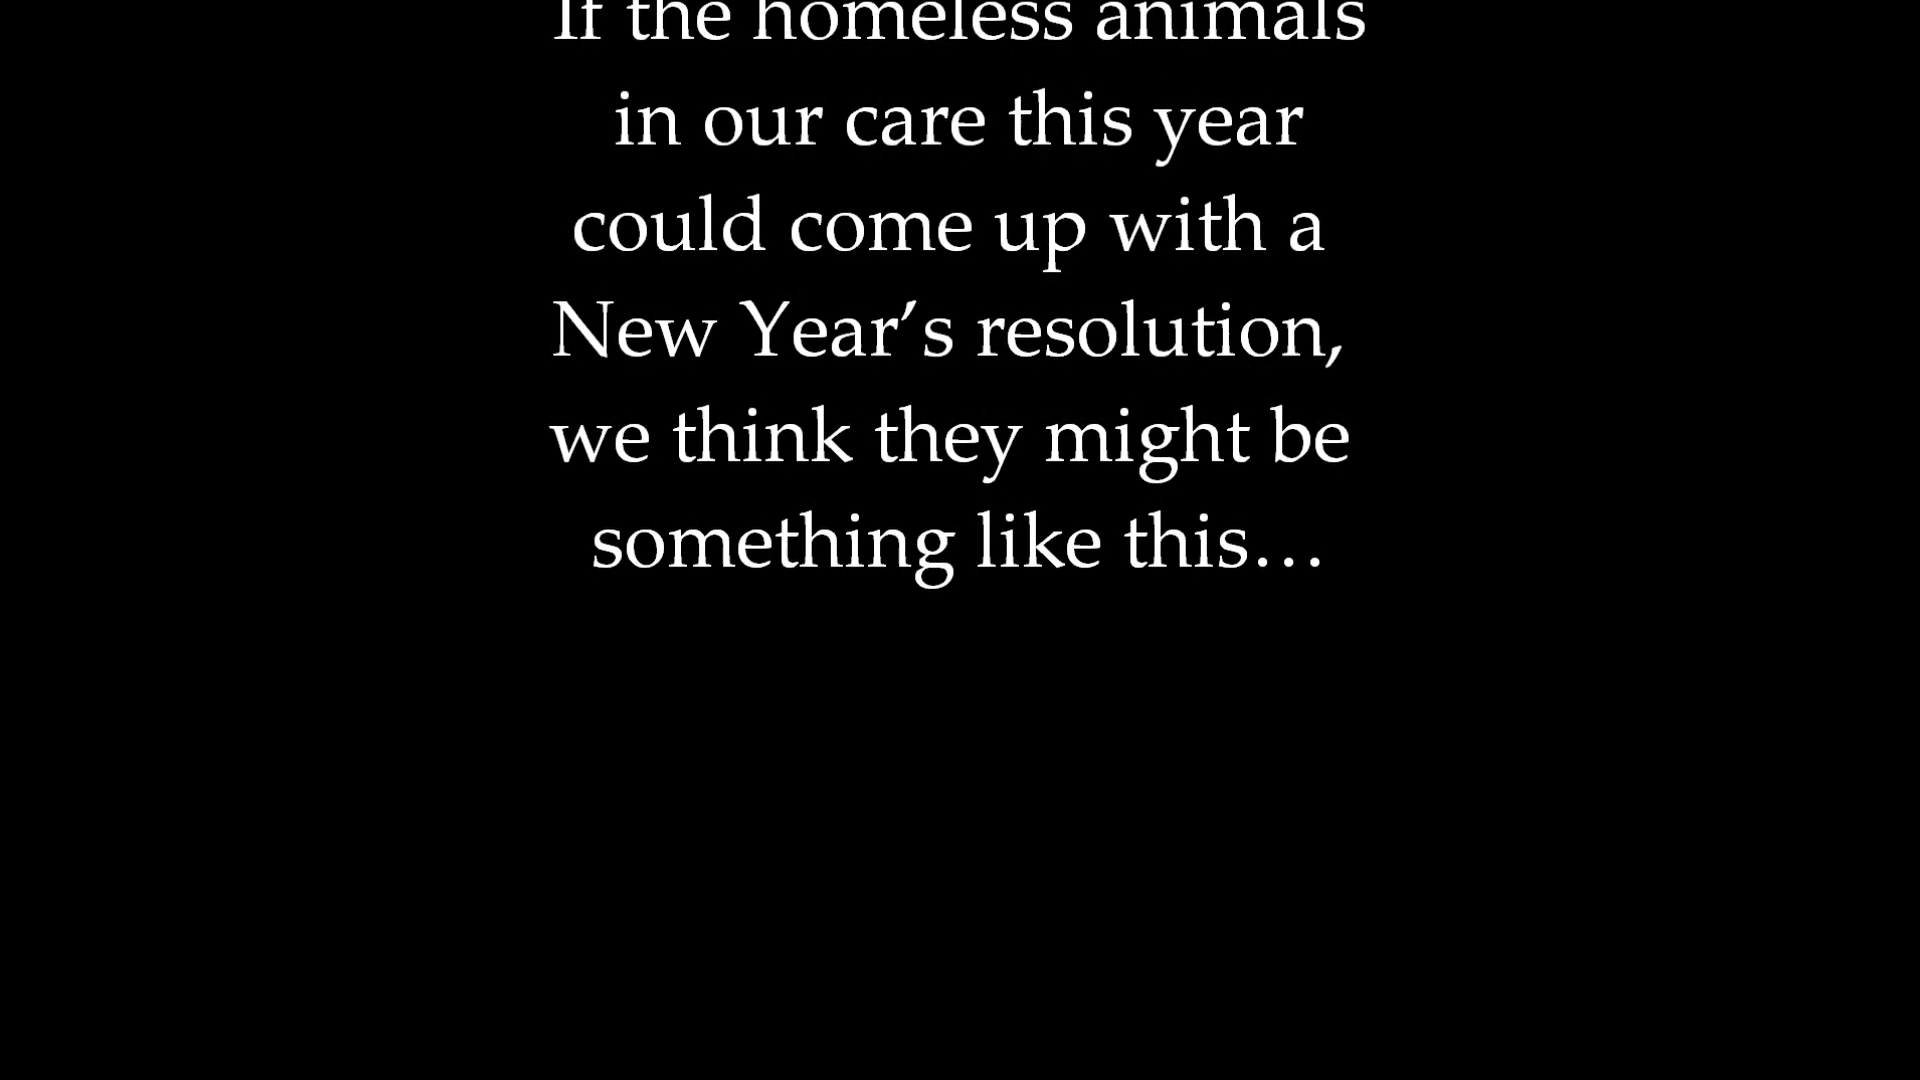 If the homeless animals
in our care this year
could come up with a
New Year’s resolution,
we think they might be
something like this…